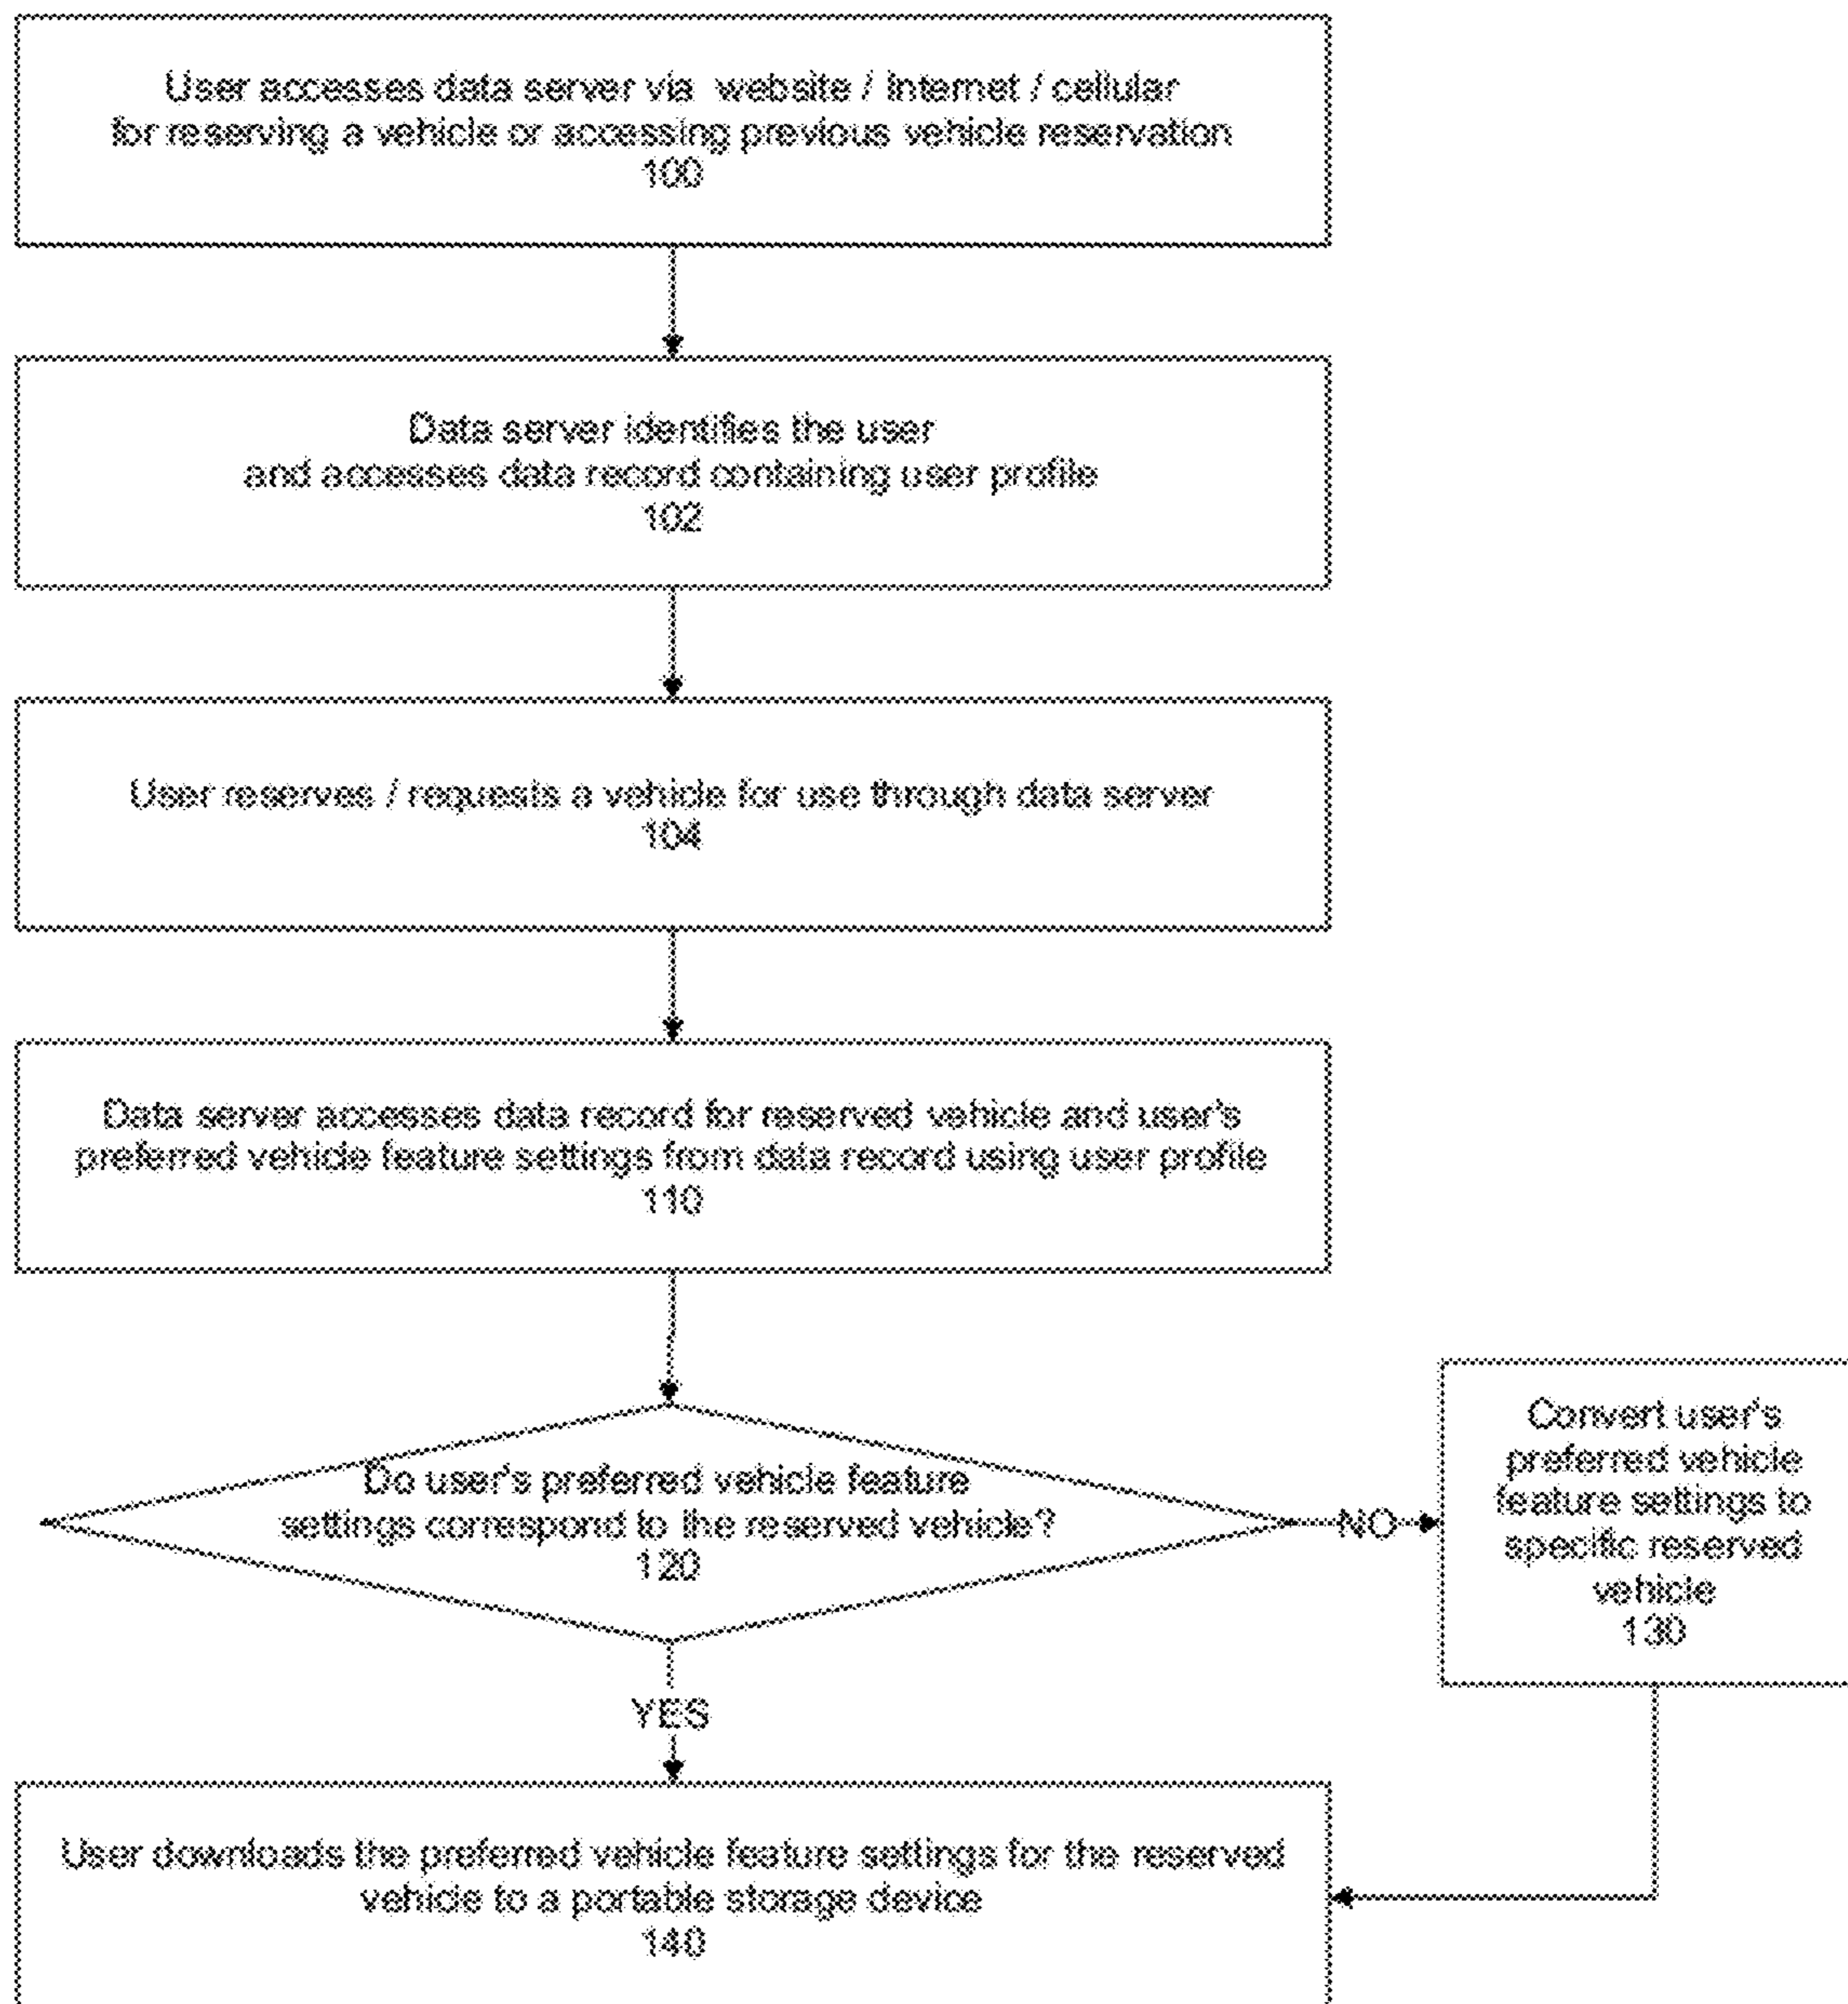 User accesses data server via website / Internet / cellular
for reserving a vehicle or accessing previous vehicle reservation
100
Data server identifies the user
and accesses data record containing user profile
102
User reserves / requests a vehicle for use through data server
104
Data server accesses data record for reserved vehicle and user's
preferred vehicle feature settings from data record using user profile
110
Do user's preferred vehicle feature
settings correspond to the reserved vehicle?
120
NO
Convert user's
preferred vehicle
feature settings to
specific reserved
vehicle
130
YES
User downloads the preferred vehicle feature settings for the reserved
vehicle to a portable storage device
140